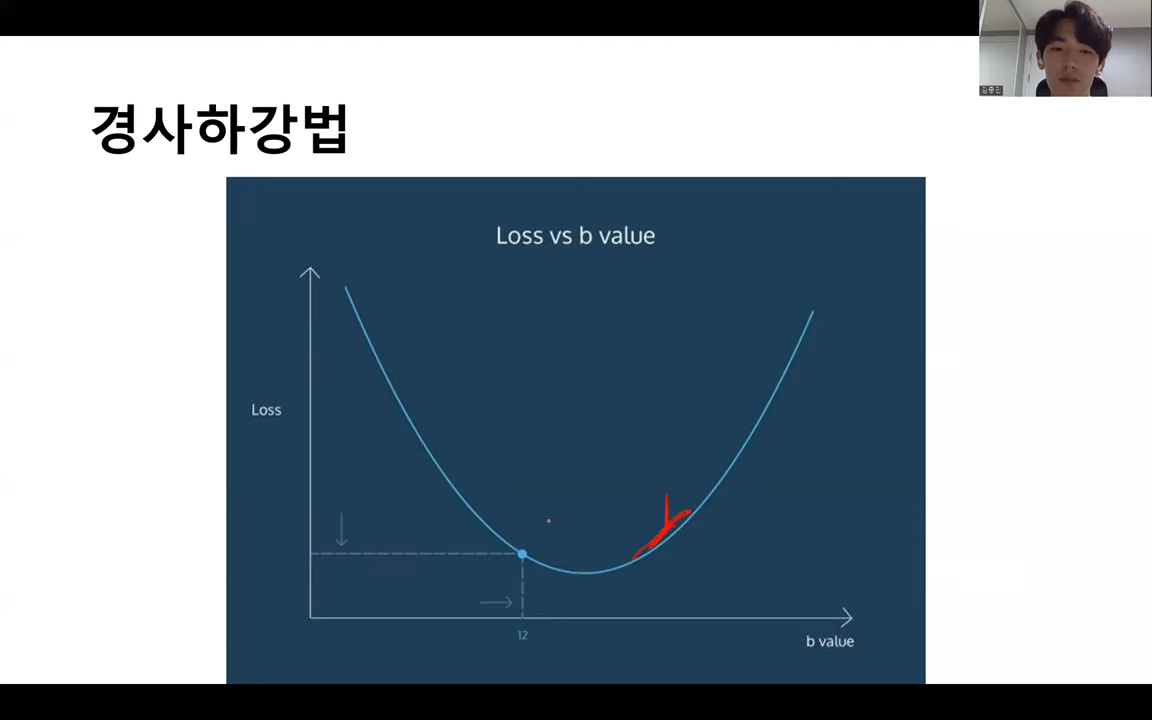 경사하강법
Loss vs b value
Loss
12
b value